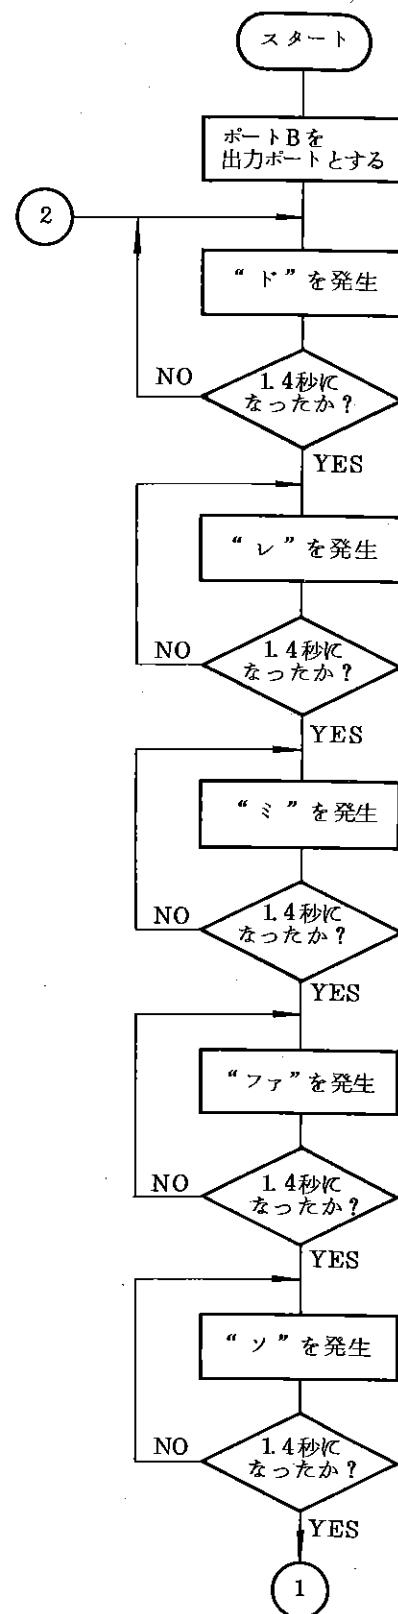 スタート
ポートBを
出力ポートとする
2
“ド”を発生
1.4秒に
なったか？
NO
YES
“レ”を発生
1.4秒に
なったか？
NO
YES
“ミ”を発生
1.4秒に
なったか？
NO
YES
“ファ”を発生
1.4秒に
なったか？
NO
YES
“ソ”を発生
1.4秒に
なったか？
NO
YES
1